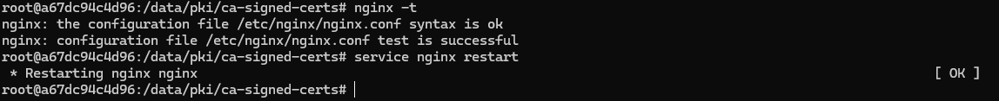 root@a67dc94c4d96:/data/pki/ca-signed-certs# nginx -t
nginx: the configuration file /etc/nginx/nginx.conf syntax is ok
nginx: configuration file /etc/nginx/nginx.conf test is successful
root@a67dc94c4d96:/data/pki/ca-signed-certs# service nginx restart
 * Restarting nginx nginx [ OK ]
root@a67dc94c4d96:/data/pki/ca-signed-certs#